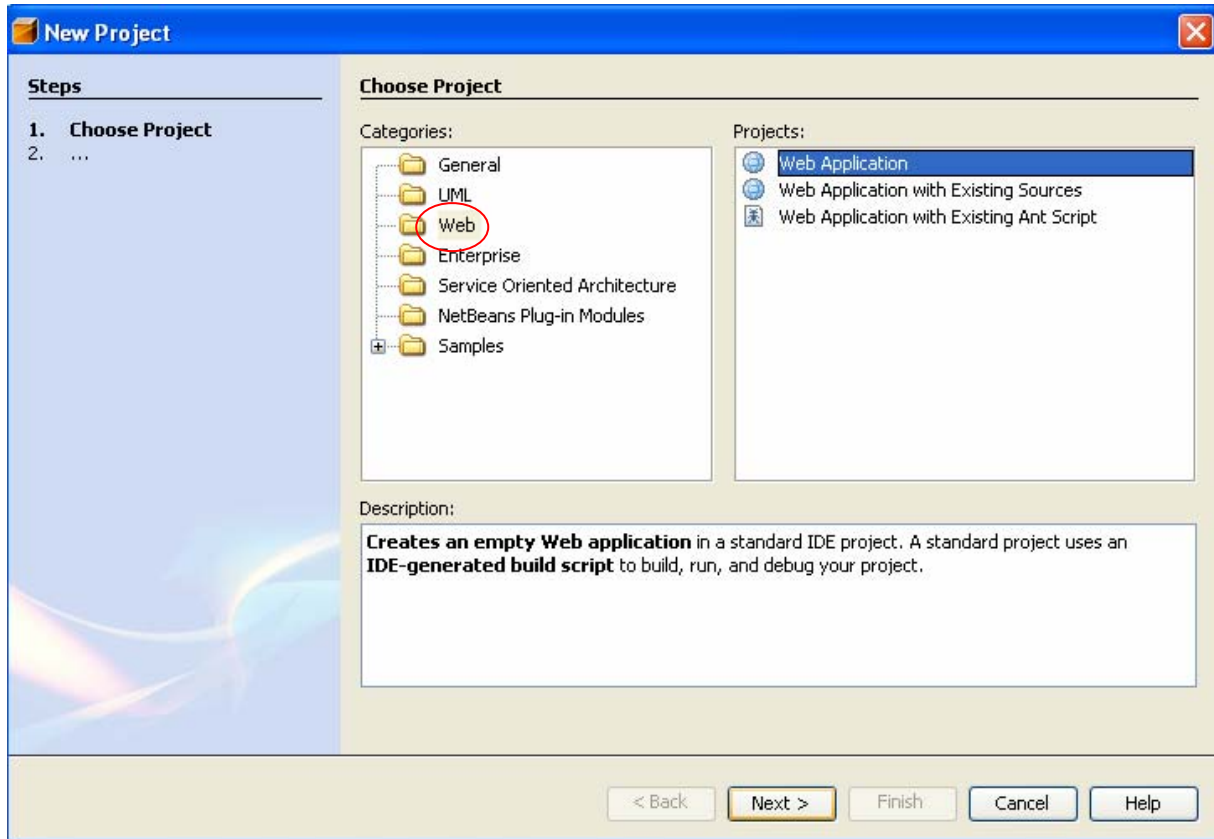 New Project
Steps
1. Choose Project
2. ...
Choose Project
Categories:
General
UML
Web
Enterprise
Service Oriented Architecture
NetBeans Plug-in Modules
Samples
Projects:
Web Application
Web Application with Existing Sources
Web Application with Existing Ant Script
Description:
Creates an empty Web application in a standard IDE project. A standard project uses an
IDE-generated build script to build, run, and debug your project.
< Back Next > Finish Cancel Help